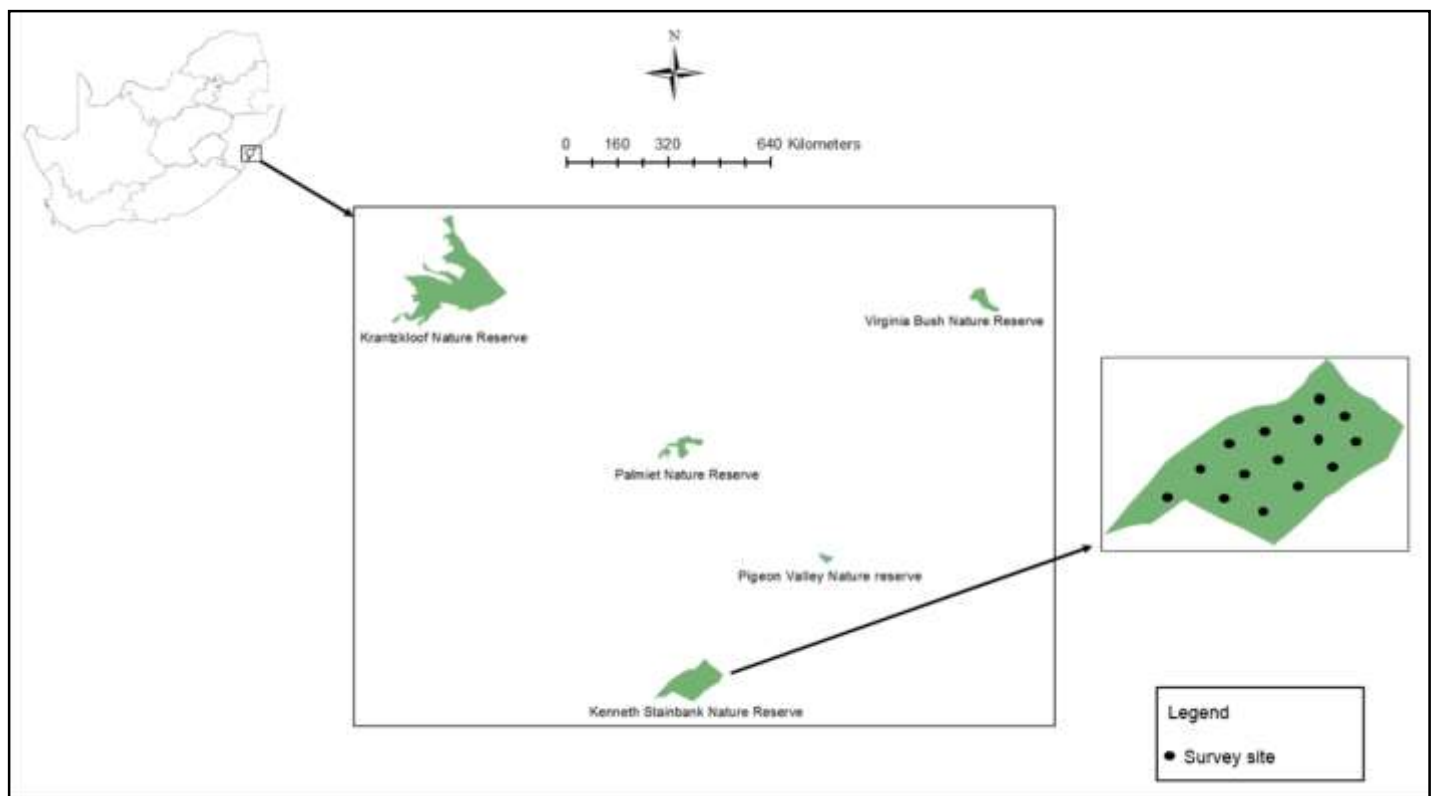 N
0 160 320 640 Kilometers
Krantzkloof Nature Reserve
Virginia Bush Nature Reserve
Palmiet Nature Reserve
Pigeon Valley Nature reserve
Kenneth Stainbank Nature Reserve
Legend
Survey site